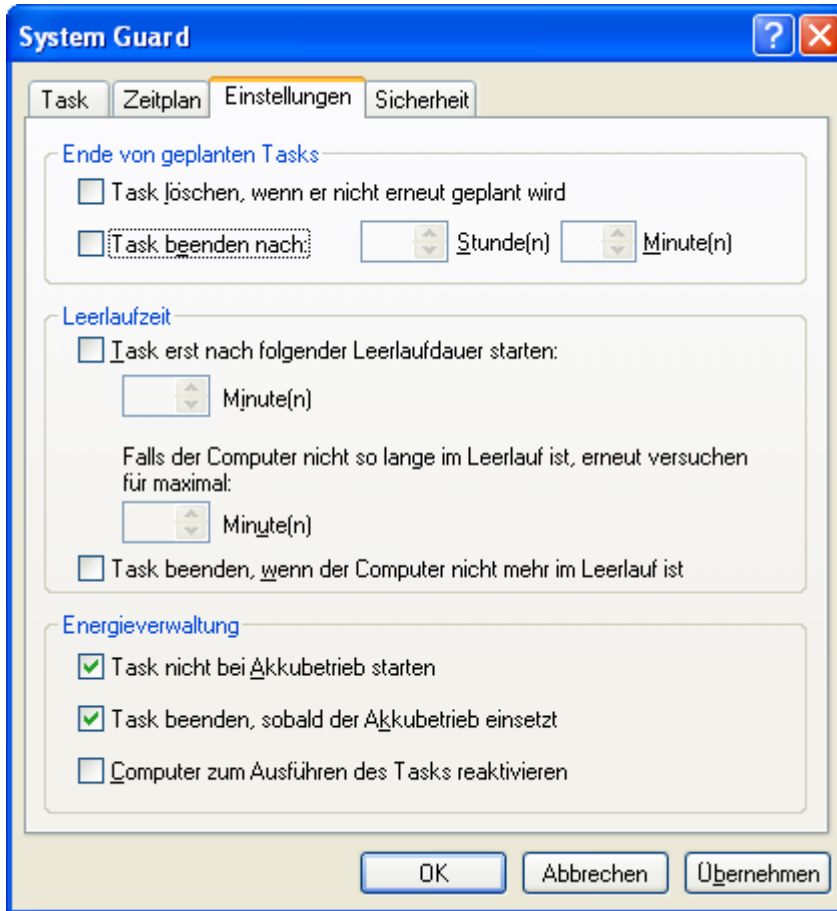 System Guard
Task Zeitplan Einstellungen Sicherheit
Ende von geplanten Tasks
Task löschen, wenn er nicht erneut geplant wird
Task beenden nach: Stunde(n) Minute(n)
Leerlaufzeit
Task erst nach folgender Leerlaufdauer starten:
Minute(n)
Falls der Computer nicht so lange im Leerlauf ist, erneut versuchen
für maximal:
Minute(n)
Task beenden, wenn der Computer nicht mehr im Leerlauf ist
Energieverwaltung
Task nicht bei Akkubetrieb starten
Task beenden, sobald der Akkubetrieb einsetzt
Computer zum Ausführen des Tasks reaktivieren
OK Abbrechen Übernehmen